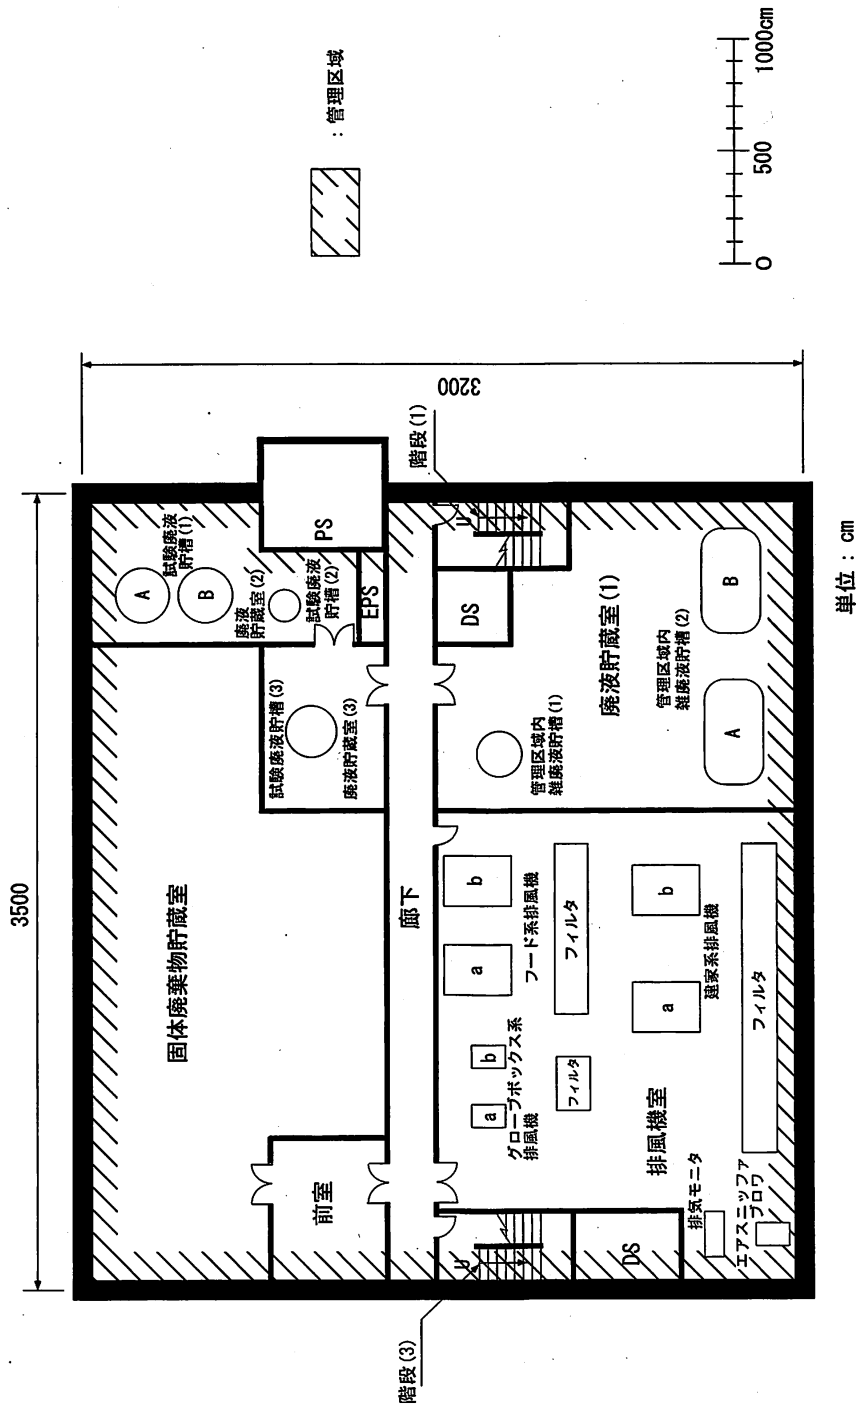 3500
3200
階段(3)
階段(1)
固体廃棄物貯蔵室
前室
試験廃液貯槽(3)
廃液貯蔵室(3)
A
B
試験廃液
貯槽(1)
廃液
貯蔵室(2)
試験廃液
貯槽(2)
PS
EPS
廊下
U
DS
a
b
グローブボックス系
排風機
フィルタ
a
b
フード系排風機
フィルタ
a
b
建家系排風機
フィルタ
排風機室
排気モニタ
エアスニッファ
ブロワ
管理区域内
雑廃液貯槽(1)
廃液貯蔵室(1)
管理区域内
雑廃液貯槽(2)
A
B
DS
U
単位：cm
：管理区域
0
500
1000cm